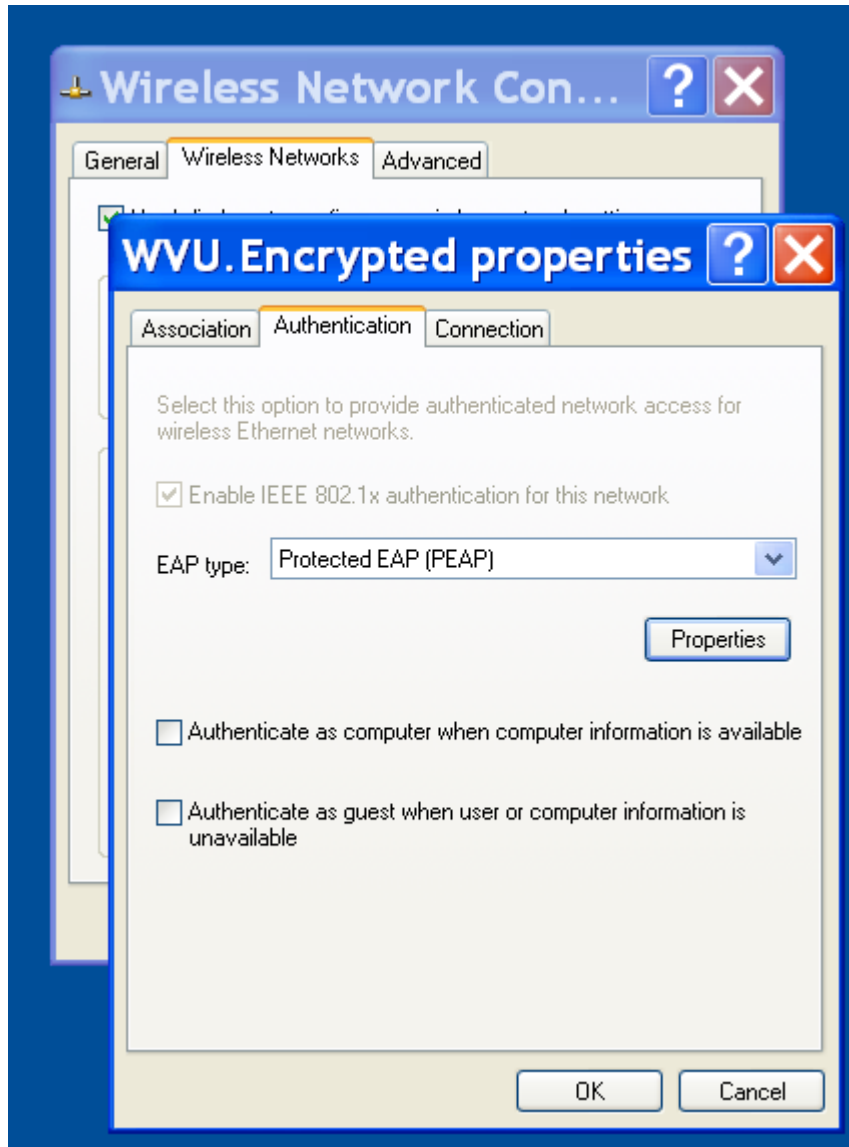 Wireless Network Con...
General Wireless Networks Advanced
WVU.Encrypted properties
Association Authentication Connection
Select this option to provide authenticated network access for
wireless Ethernet networks.
Enable IEEE 802.1x authentication for this network
EAP type: Protected EAP (PEAP)
Properties
Authenticate as computer when computer information is available
Authenticate as guest when user or computer information is
unavailable
OK Cancel